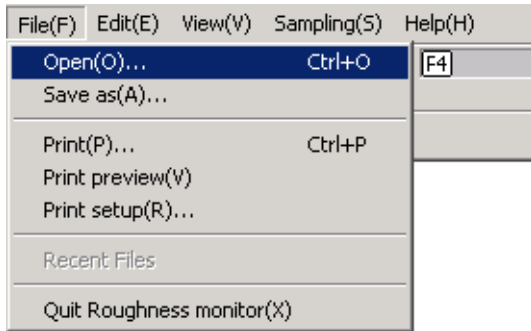 File(F) Edit(E) View(V) Sampling(S) Help(H)
Open(O)... Ctrl+O F4
Save as(A)...
Print(P)... Ctrl+P
Print preview(V)
Print setup(R)...
Recent Files
Quit Roughness monitor(X)